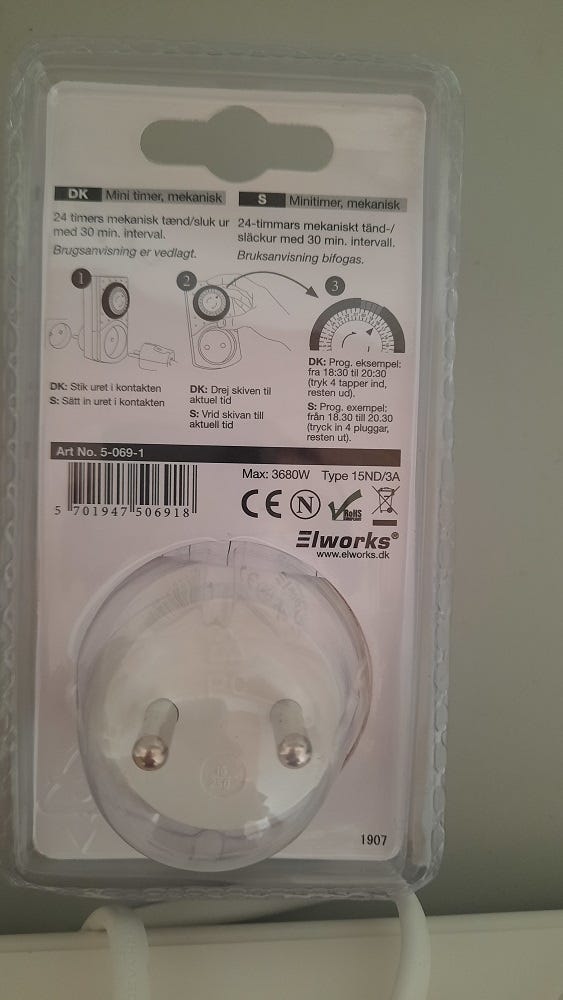 DK Mini timer, mekanisk
24 timers mekanisk tænd/sluk ur
med 30 min. interval.
Brugsanvisning er vedlagt.
S Minitimer, mekanisk
24-timmars mekaniskt tänd-/
släckur med 30 min. intervall.
Bruksanvisning bifogas.
1
2
3
DK: Stik uret i kontakten
S: Sätt in uret i kontakten
DK: Drej skiven til
aktuel tid
S: Vrid skivan till
aktuell tid
DK: Prog. eksempel:
fra 18:30 til 20:30
(tryk 4 tapper ind,
resten ud).
S: Prog. exempel:
från 18.30 till 20.30
(tryck in 4 pluggar,
resten ut).
Art No. 5-069-1
5 701947 506918
Max: 3680W Type 15ND/3A
CE N RoHS
COMPLIANT
Elworks®
www.elworks.dk
1907